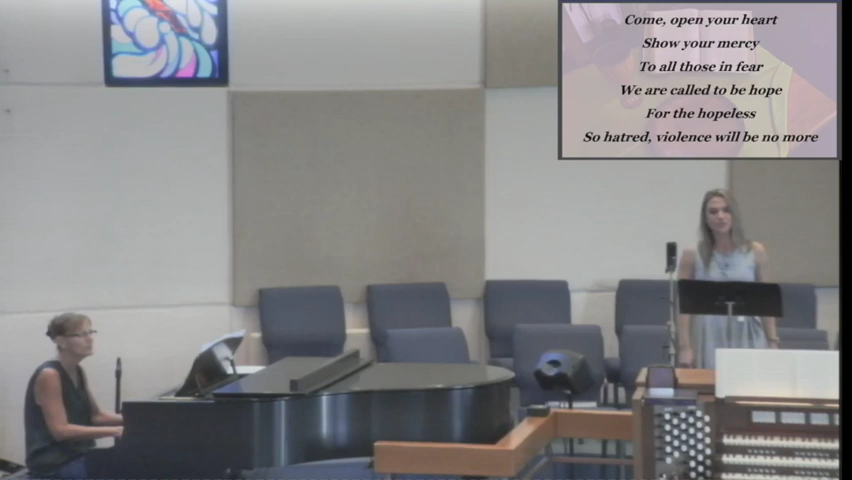 Come, open your heart
Show your mercy
To all those in fear
We are called to be hope
For the hopeless
So hatred, violence will be no more